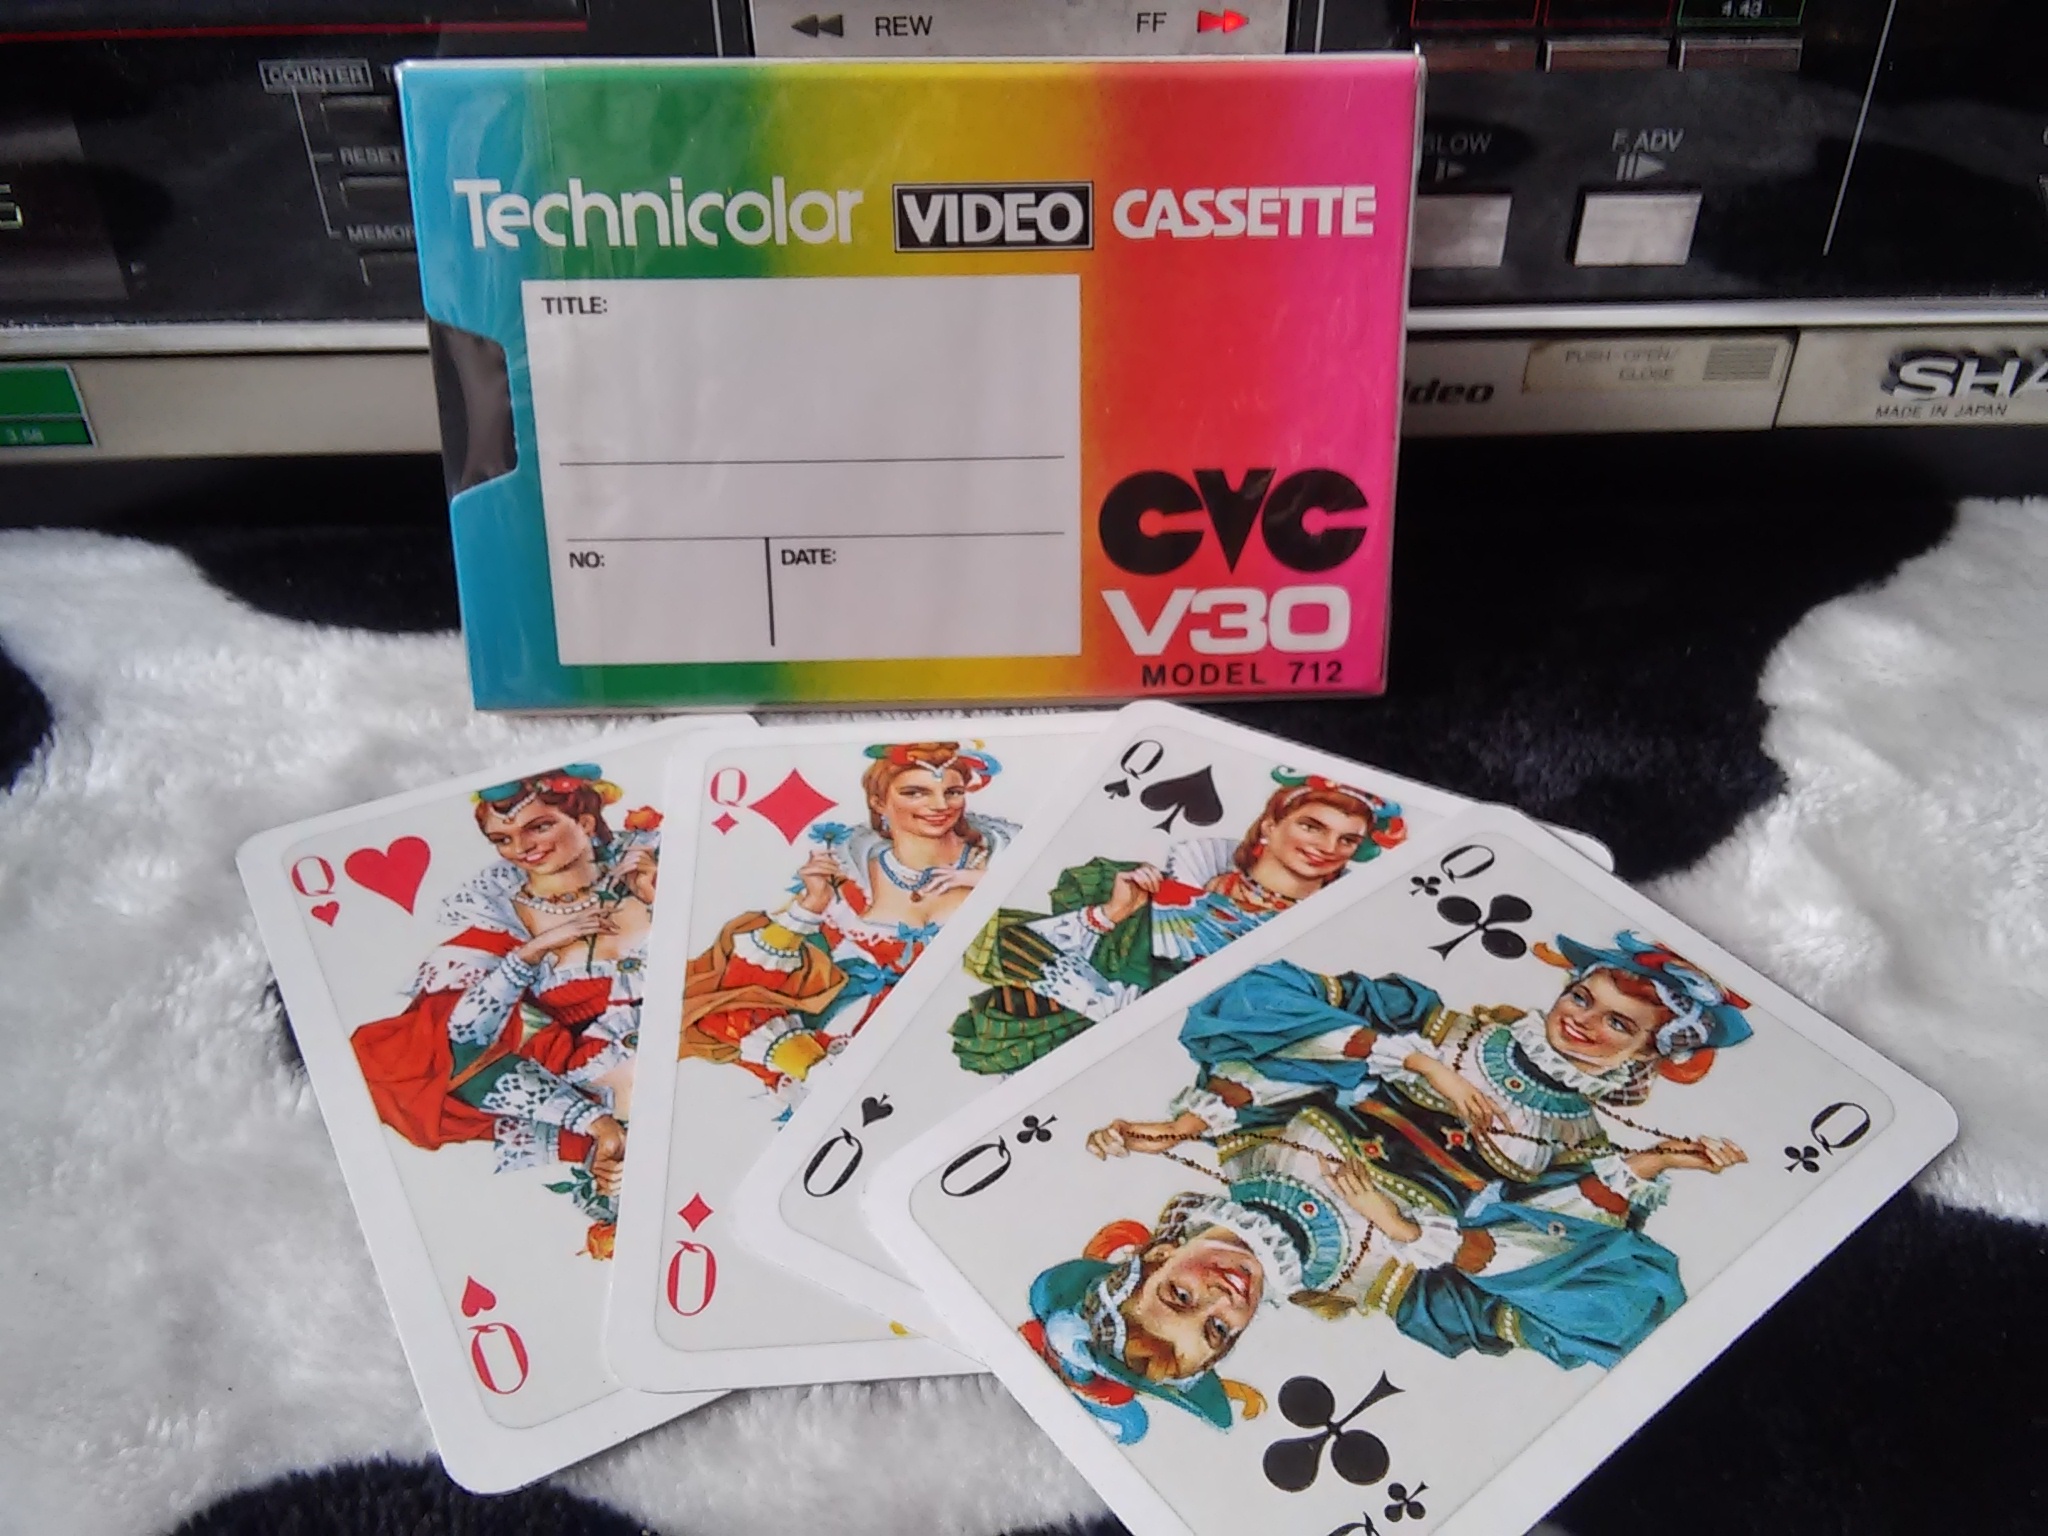 REW FF
COUNTER
RESET
SLOW F. ADV
Technicolor VIDEO CASSETTE
TITLE:
PUSH-OPEN/
CLOSE
MADE IN JAPAN
CVC
NO: DATE:
V30
MODEL 712
Q
Q
Q
Q
Q
Q
Q
Q
Q